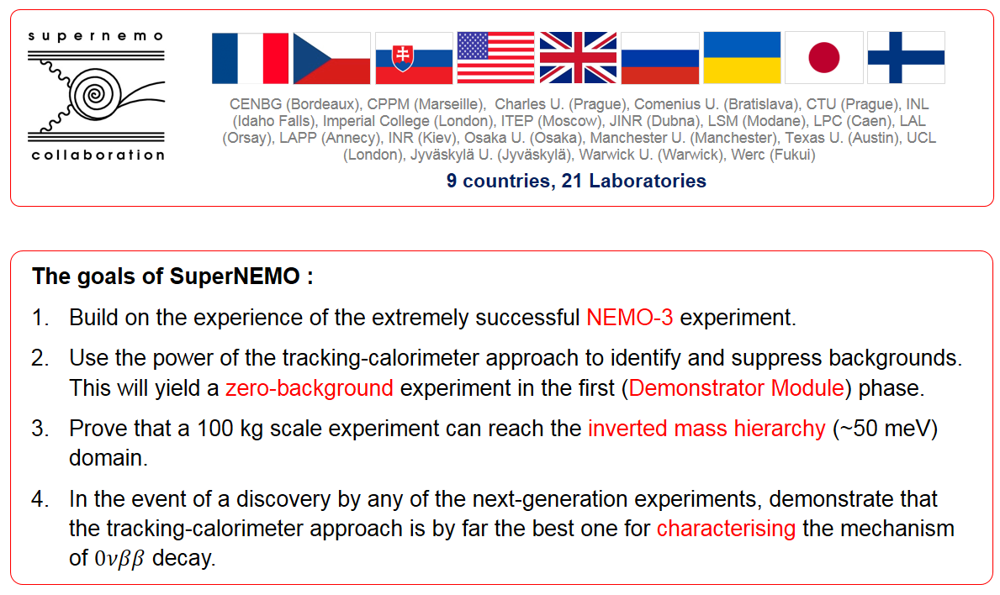 supernemo
collaboration
CENBG (Bordeaux), CPPM (Marseille), Charles U. (Prague), Comenius U. (Bratislava), CTU (Prague), INL
(Idaho Falls), Imperial College (London), ITEP (Moscow), JINR (Dubna), LSM (Modane), LPC (Caen), LAL
(Orsay), LAPP (Annecy), INR (Kiev), Osaka U. (Osaka), Manchester U. (Manchester), Texas U. (Austin), UCL
(London), Jyväskylä U. (Jyväskylä), Warwick U. (Warwick), Werc (Fukui)
9 countries, 21 Laboratories
The goals of SuperNEMO :
1. Build on the experience of the extremely successful NEMO-3 experiment.
2. Use the power of the tracking-calorimeter approach to identify and suppress backgrounds.
This will yield a zero-background experiment in the first (Demonstrator Module) phase.
3. Prove that a 100 kg scale experiment can reach the inverted mass hierarchy (~50 meV)
domain.
4. In the event of a discovery by any of the next-generation experiments, demonstrate that
the tracking-calorimeter approach is by far the best one for characterising the mechanism
of 0νββ decay.